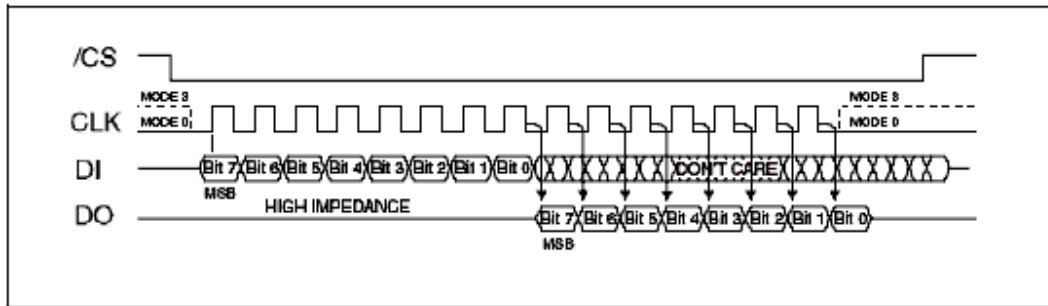 /CS
MODE 3 MODE 3
CLK MODE 0 MODE 0
DI Bit 7 Bit 6 Bit 5 Bit 4 Bit 3 Bit 2 Bit 1 Bit 0 DON'T CARE
MSB
HIGH IMPEDANCE
DO Bit 7 Bit 6 Bit 5 Bit 4 Bit 3 Bit 2 Bit 1 Bit 0
MSB